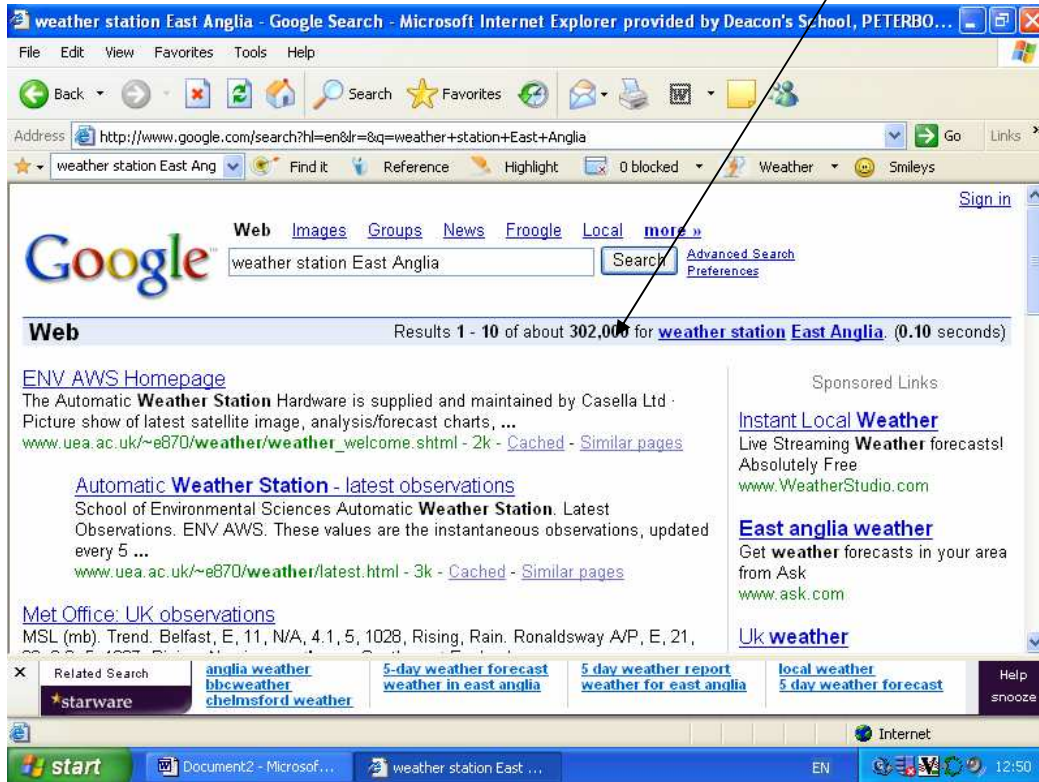 weather station East Anglia - Google Search - Microsoft Internet Explorer provided by Deacon's School, PETERBO...
File Edit View Favorites Tools Help
Back Search Favorites
Address http://www.google.com/search?hl=en&lr=&q=weather+station+East+Anglia Go Links
weather station East Ang Find it Reference Highlight 0 blocked Weather Smileys
Sign in
Web Images Groups News Froogle Local more »
Google™
weather station East Anglia Search Advanced Search
Preferences
Web Results 1 - 10 of about 302,000 for weather station East Anglia. (0.10 seconds)
ENV AWS Homepage
The Automatic Weather Station Hardware is supplied and maintained by Casella Ltd ·
Picture show of latest satellite image, analysis/forecast charts, ...
www.uea.ac.uk/~e870/weather/weather_welcome.shtml - 2k - Cached - Similar pages
Automatic Weather Station - latest observations
School of Environmental Sciences Automatic Weather Station. Latest
Observations. ENV AWS. These values are the instantaneous observations, updated
every 5 ...
www.uea.ac.uk/~e870/weather/latest.html - 3k - Cached - Similar pages
Met Office: UK observations
MSL (mb). Trend. Belfast, E, 11, N/A, 4.1, 5, 1028, Rising, Rain. Ronaldsway A/P, E, 21,
Sponsored Links
Instant Local Weather
Live Streaming Weather forecasts!
Absolutely Free
www.WeatherStudio.com
East anglia weather
Get weather forecasts in your area
from Ask
www.ask.com
Uk weather
Related Search
starware
anglia weather
bbcweather
chelmsford weather
5-day weather forecast
weather in east anglia
5 day weather report
weather for east anglia
local weather
5 day weather forecast
Help
snooze
Internet
start Document2 - Microsof... weather station East ... EN 12:50